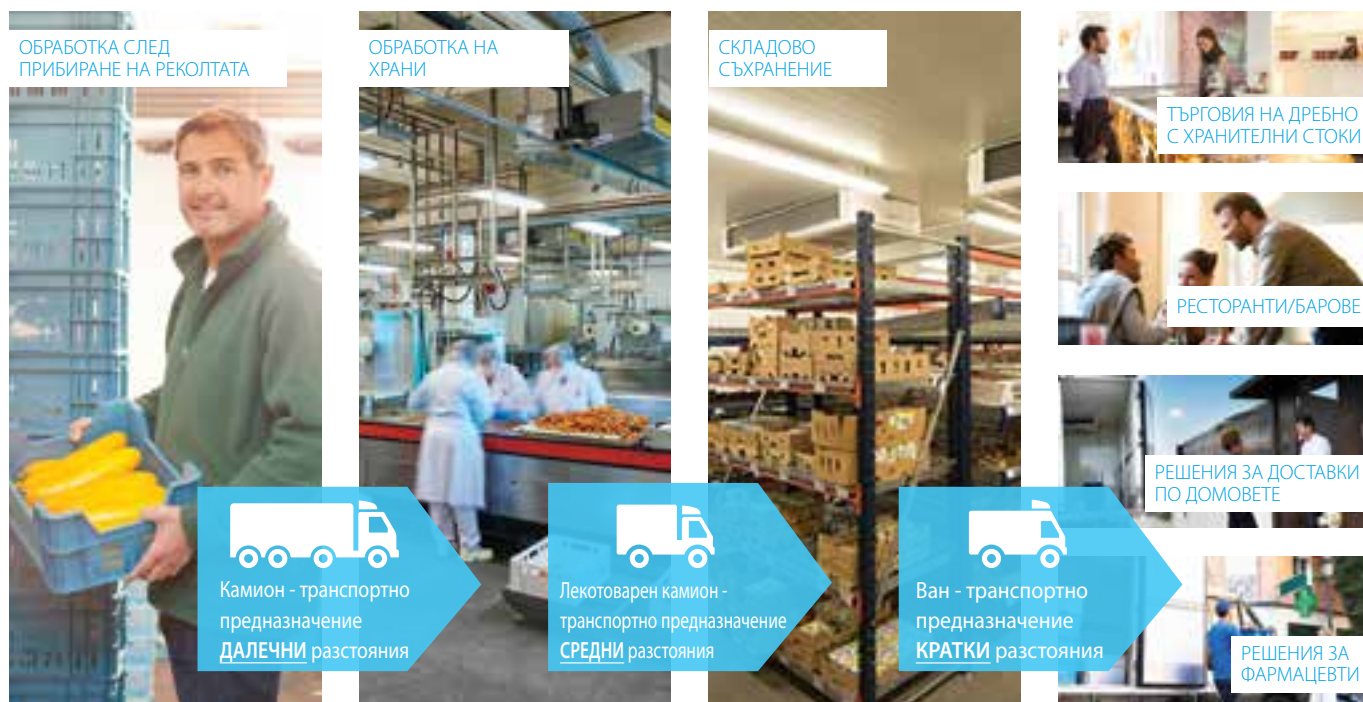 ОБРАБОТКА СЛЕД
ПРИБИРАНЕ НА РЕКОЛТАТА
ОБРАБОТКА НА
ХРАНИ
СКЛАДОВО
СЪХРАНЕНИЕ
ТЪРГОВИЯ НА ДРЕБНО
С ХРАНИТЕЛНИ СТОКИ
РЕСТОРАНТИ/БАРОВЕ
РЕШЕНИЯ ЗА ДОСТАВКИ
ПО ДОМОВЕТЕ
РЕШЕНИЯ ЗА
ФАРМАЦЕВТИ
Камион - транспортно
предназначение
ДАЛЕЧНИ разстояния
Лекотоварен камион -
транспортно предназначение
СРЕДНИ разстояния
Ван - транспортно
предназначение
КРАТКИ разстояния